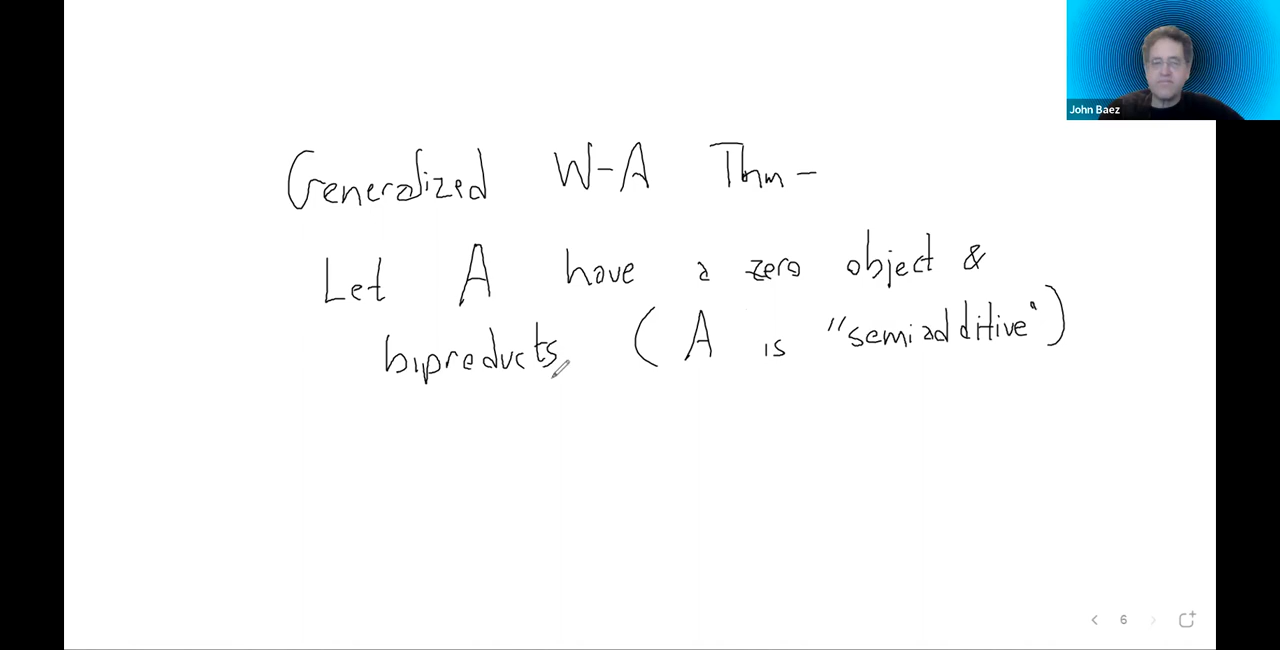 John Baez
Generalized W-A Thm -
Let A have a zero object &
biproducts, (A is "semiadditive")
6